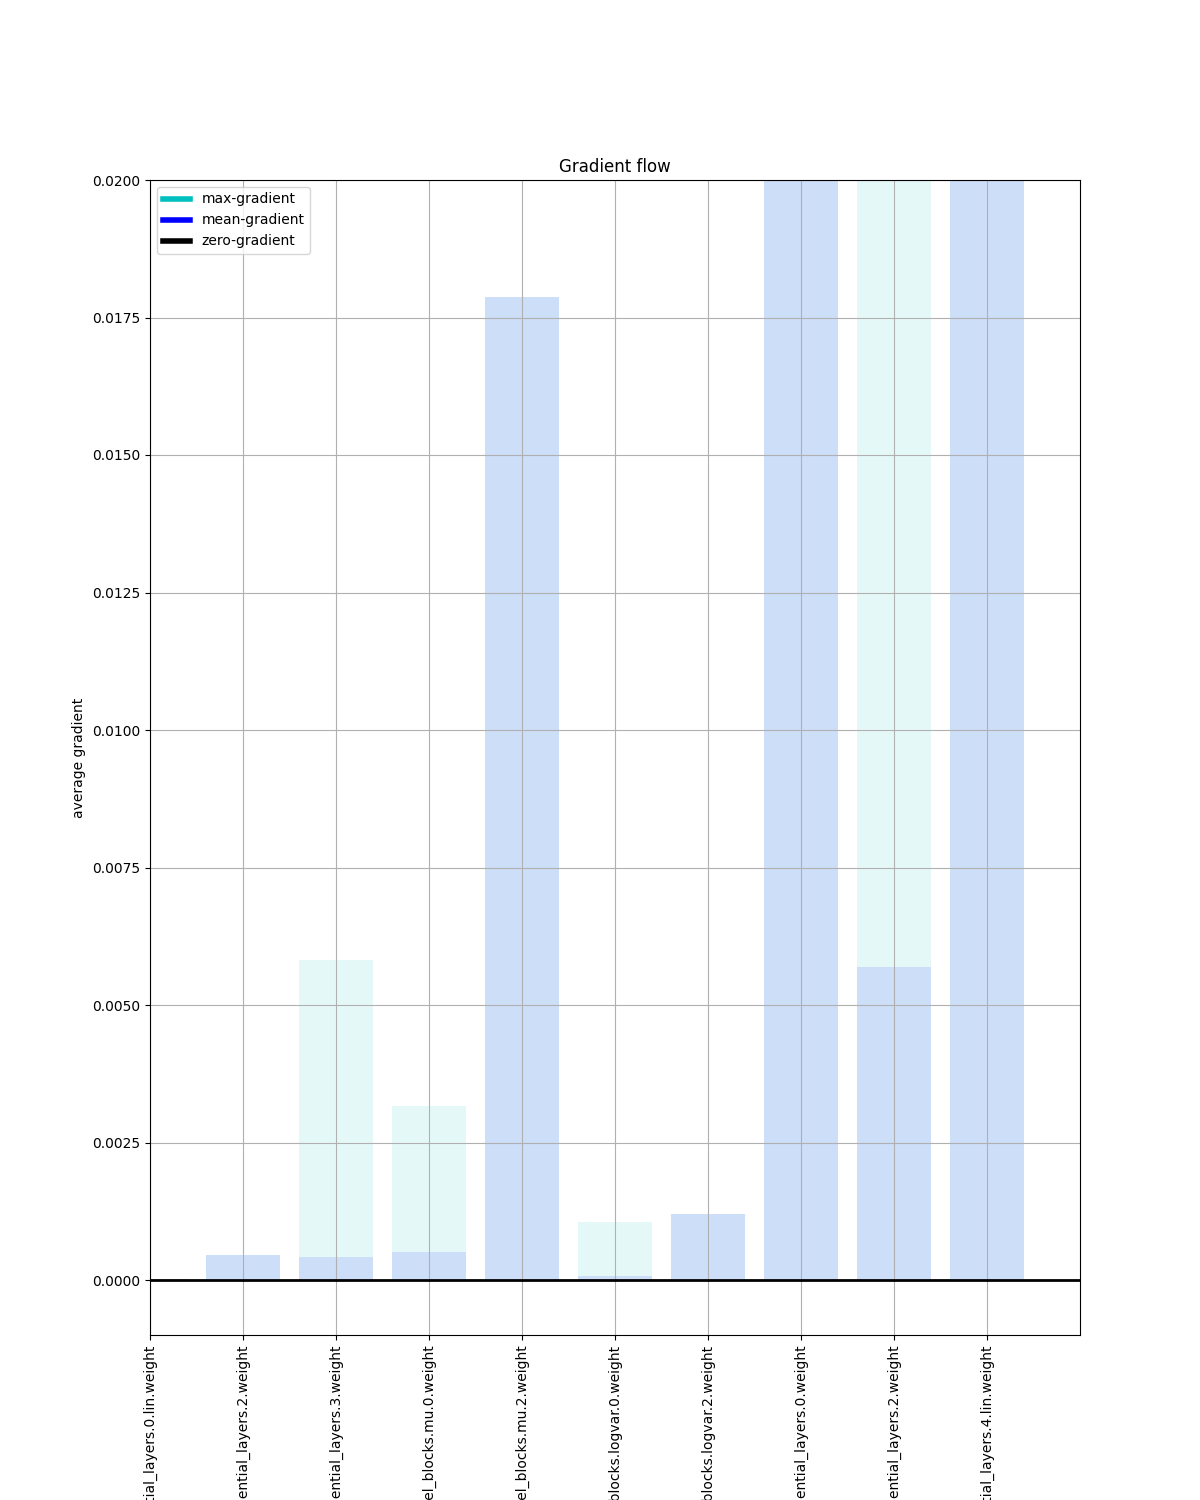 Gradient flow
max-gradient
mean-gradient
zero-gradient
0.0200
0.0175
0.0150
0.0125
0.0100
0.0075
0.0050
0.0025
0.0000
average gradient
tial_layers.0.lin.weight
ential_layers.2.weight
ential_layers.3.weight
el_blocks.mu.0.weight
el_blocks.mu.2.weight
blocks.logvar.0.weight
blocks.logvar.2.weight
ential_layers.0.weight
ential_layers.2.weight
tial_layers.4.lin.weight